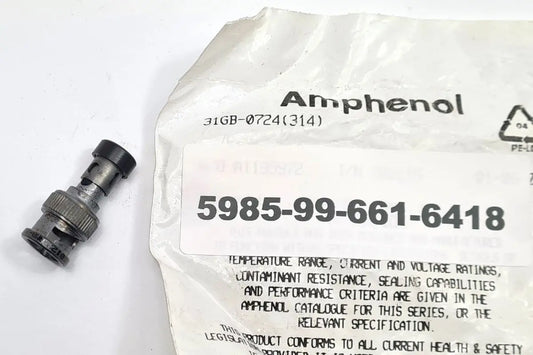 Amphenol
31GB-0724(314)
04
PE-LD
5985-99-661-6418
TEMPERATURE RANGE, CURRENT AND VOLTAGE RATINGS,
CONTAMINANT RESISTANCE, SEALING CAPABILITIES
AND PERFORMANCE CRITERIA ARE GIVEN IN THE
AMPHENOL CATALOGUE FOR THIS SERIES, OR THE
RELEVANT SPECIFICATION.
THIS PRODUCT CONFORMS TO ALL CURRENT HEALTH & SAFETY